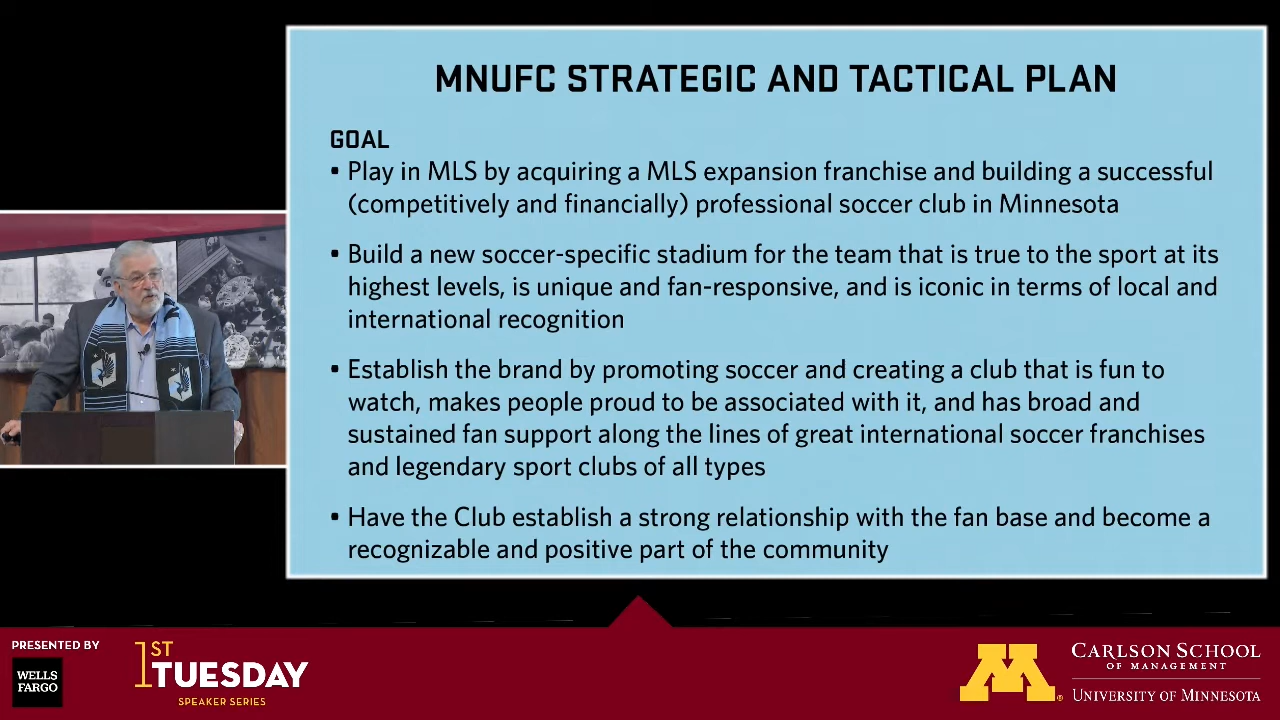 MNUFC STRATEGIC AND TACTICAL PLAN
GOAL
• Play in MLS by acquiring a MLS expansion franchise and building a successful
(competitively and financially) professional soccer club in Minnesota
• Build a new soccer-specific stadium for the team that is true to the sport at its
highest levels, is unique and fan-responsive, and is iconic in terms of local and
international recognition
• Establish the brand by promoting soccer and creating a club that is fun to
watch, makes people proud to be associated with it, and has broad and
sustained fan support along the lines of great international soccer franchises
and legendary sport clubs of all types
• Have the Club establish a strong relationship with the fan base and become a
recognizable and positive part of the community
PRESENTED BY
WELLS
FARGO
1ST
TUESDAY
SPEAKER SERIES
M®
CARLSON SCHOOL
OF MANAGEMENT
UNIVERSITY OF MINNESOTA